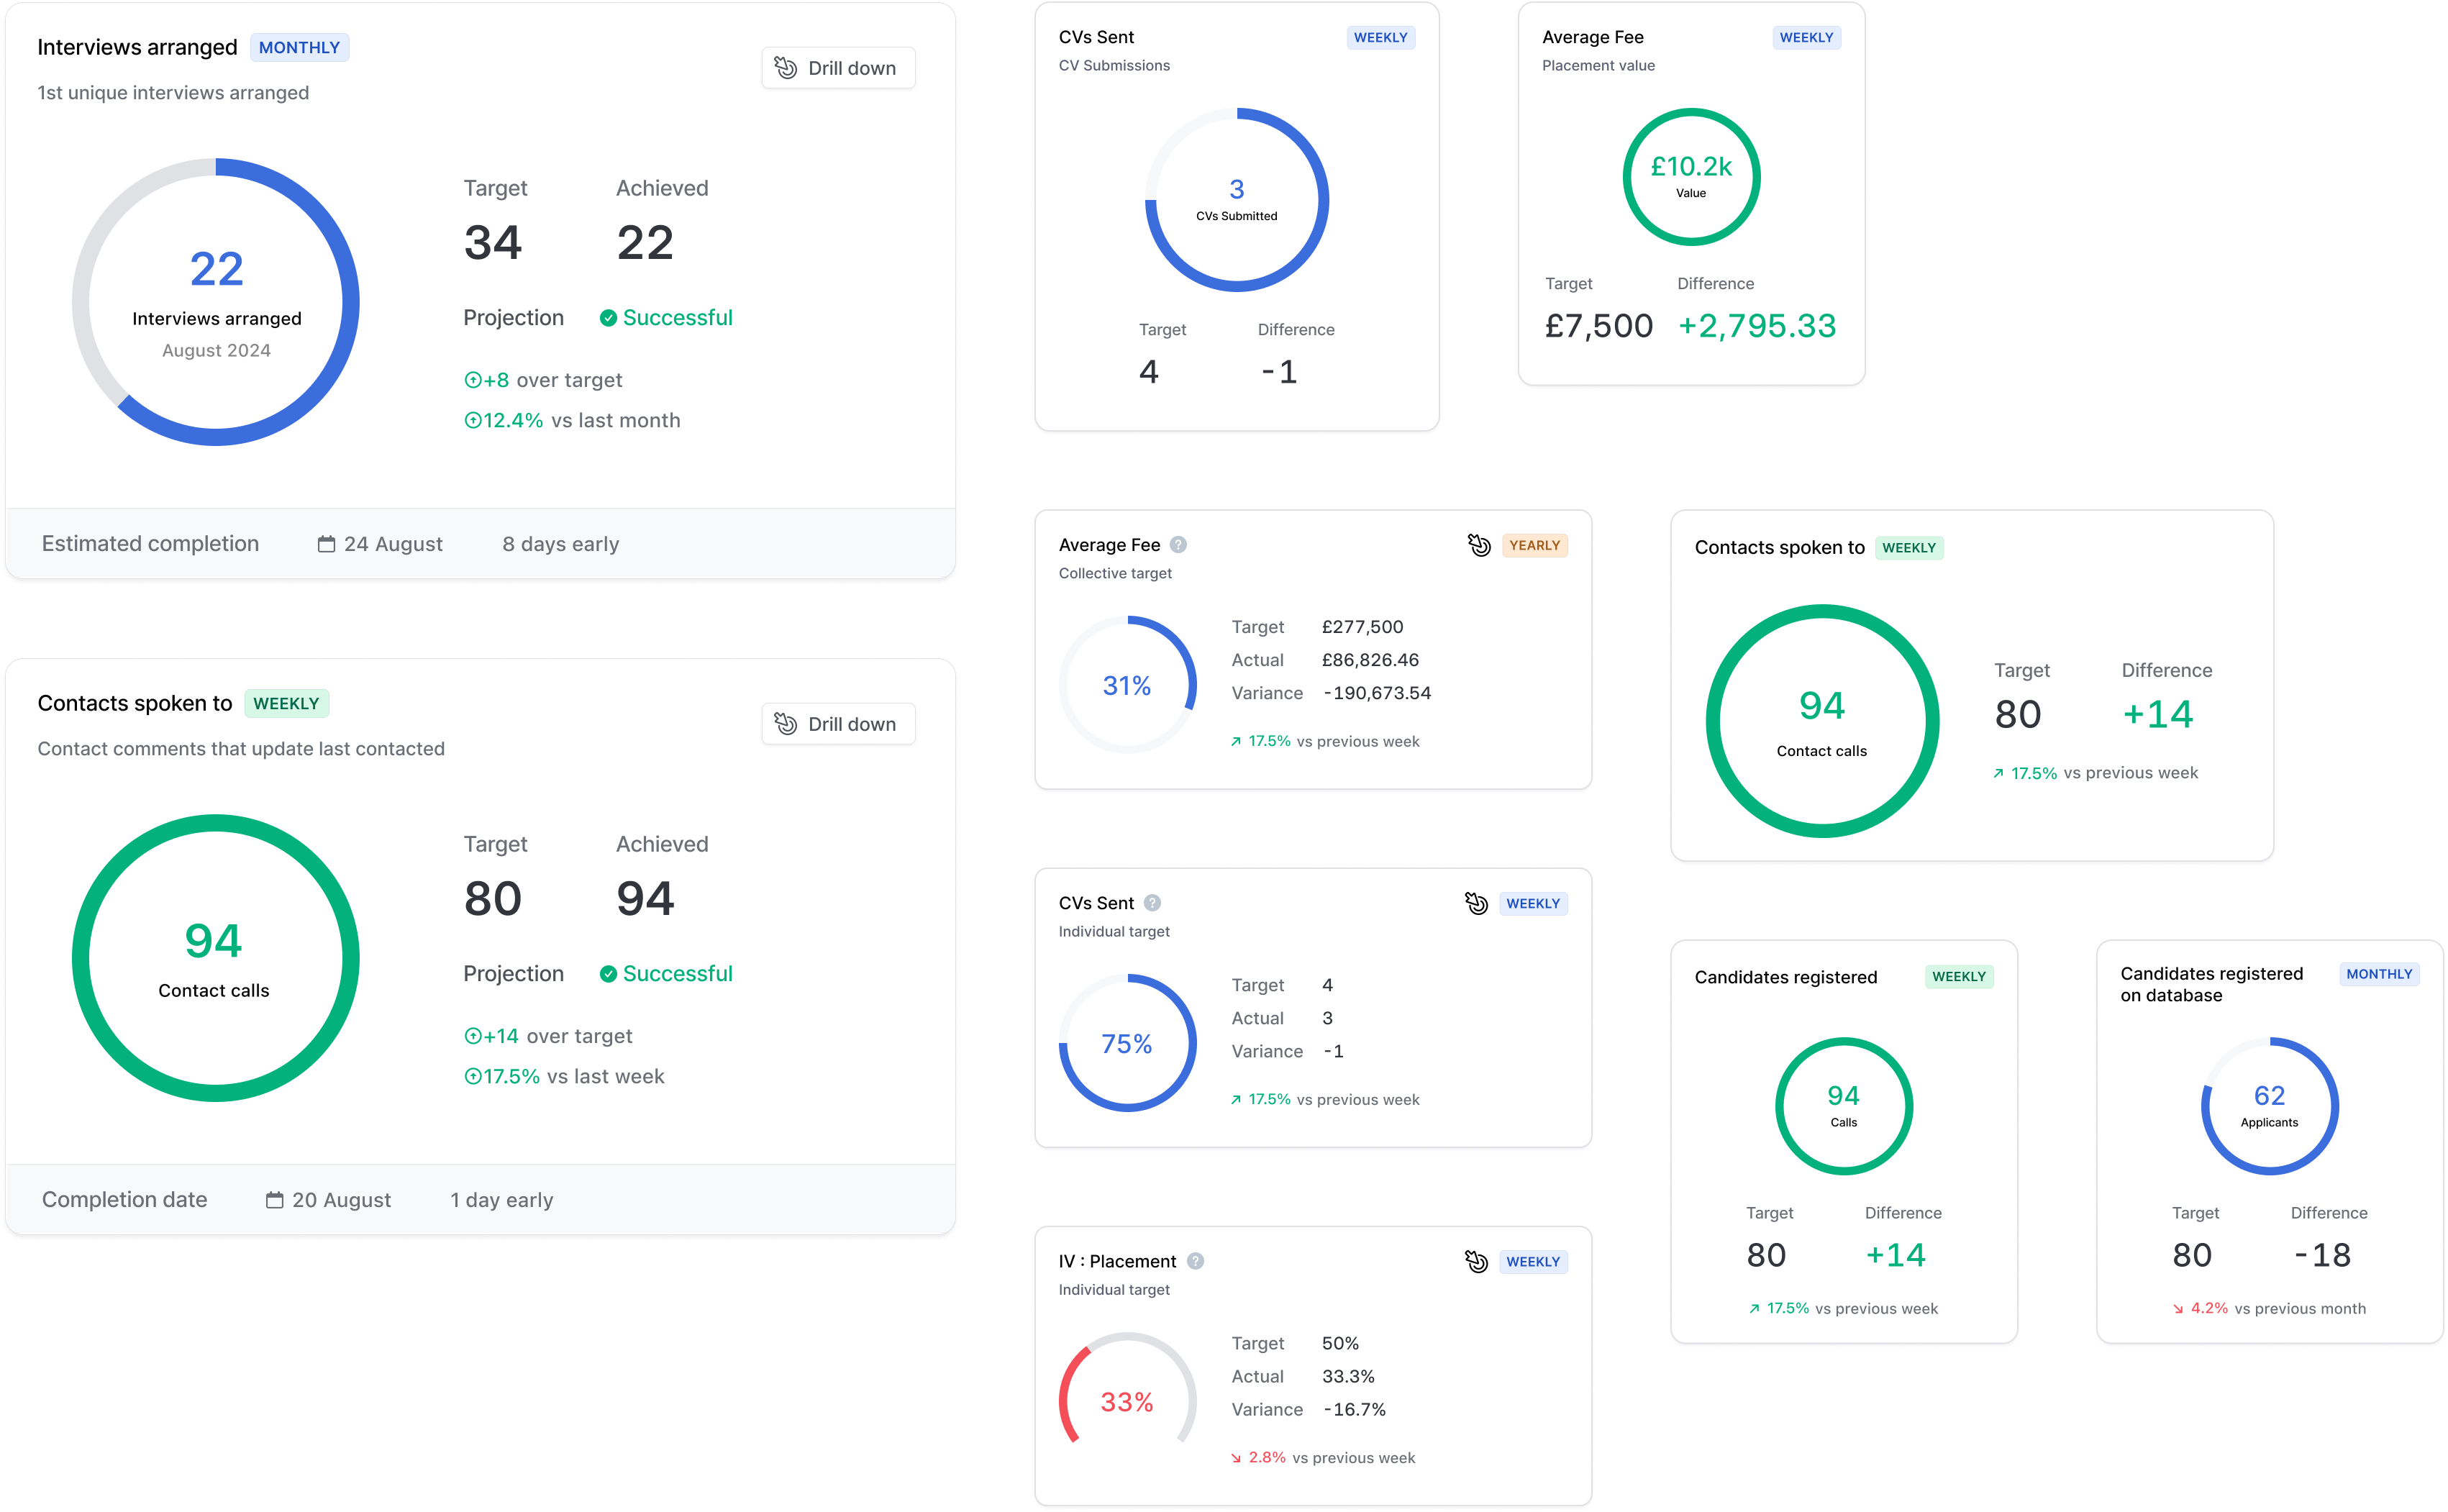 Interviews arranged MONTHLY
1st unique interviews arranged
Drill down
22
Interviews arranged
August 2024
Target Achieved
34 22
Projection Successful
+8 over target
12.4% vs last month
Estimated completion 24 August 8 days early
Contacts spoken to WEEKLY
Contact comments that update last contacted
Drill down
94
Contact calls
Target Achieved
80 94
Projection Successful
+14 over target
17.5% vs last week
Completion date 20 August 1 day early
CVs Sent WEEKLY
CV Submissions
3
CVs Submitted
Target Difference
4 -1
Average Fee WEEKLY
Placement value
£10.2k
Value
Target Difference
£7,500 +2,795.33
Average Fee ? YEARLY
Collective target
31%
Target £277,500
Actual £86,826.46
Variance -190,673.54
17.5% vs previous week
Contacts spoken to WEEKLY
94
Contact calls
Target Difference
80 +14
17.5% vs previous week
CVs Sent ? WEEKLY
Individual target
75%
Target 4
Actual 3
Variance -1
17.5% vs previous week
Candidates registered WEEKLY
94
Calls
Target Difference
80 +14
17.5% vs previous week
Candidates registered MONTHLY
on database
62
Applicants
Target Difference
80 -18
4.2% vs previous month
IV : Placement ? WEEKLY
Individual target
33%
Target 50%
Actual 33.3%
Variance -16.7%
2.8% vs previous week